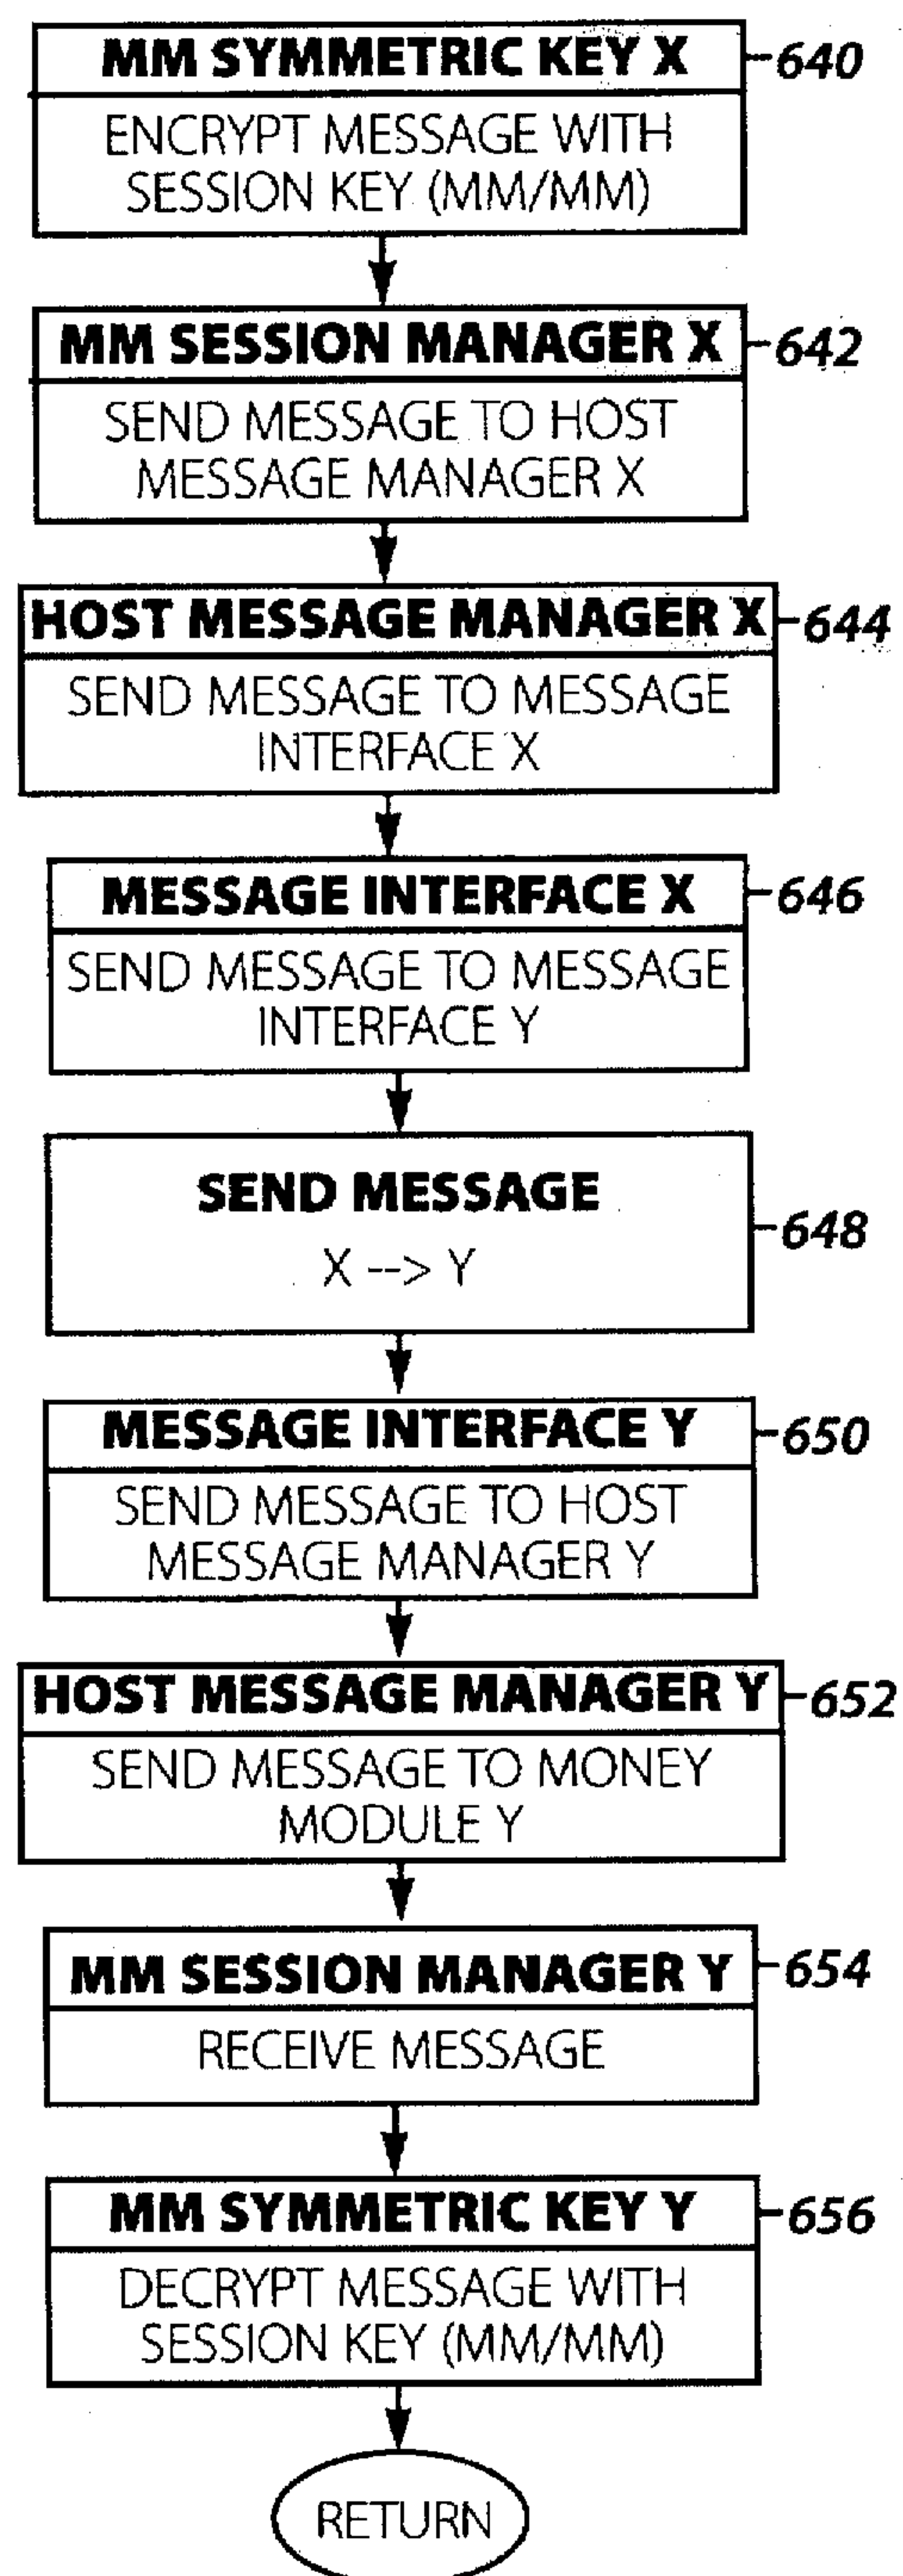 MM SYMMETRIC KEY X
640
ENCRYPT MESSAGE WITH
SESSION KEY (MM/MM)
MM SESSION MANAGER X
642
SEND MESSAGE TO HOST
MESSAGE MANAGER X
HOST MESSAGE MANAGER X
644
SEND MESSAGE TO MESSAGE
INTERFACE X
MESSAGE INTERFACE X
646
SEND MESSAGE TO MESSAGE
INTERFACE Y
SEND MESSAGE
648
X --> Y
MESSAGE INTERFACE Y
650
SEND MESSAGE TO HOST
MESSAGE MANAGER Y
HOST MESSAGE MANAGER Y
652
SEND MESSAGE TO MONEY
MODULE Y
MM SESSION MANAGER Y
654
RECEIVE MESSAGE
MM SYMMETRIC KEY Y
656
DECRYPT MESSAGE WITH
SESSION KEY (MM/MM)
RETURN